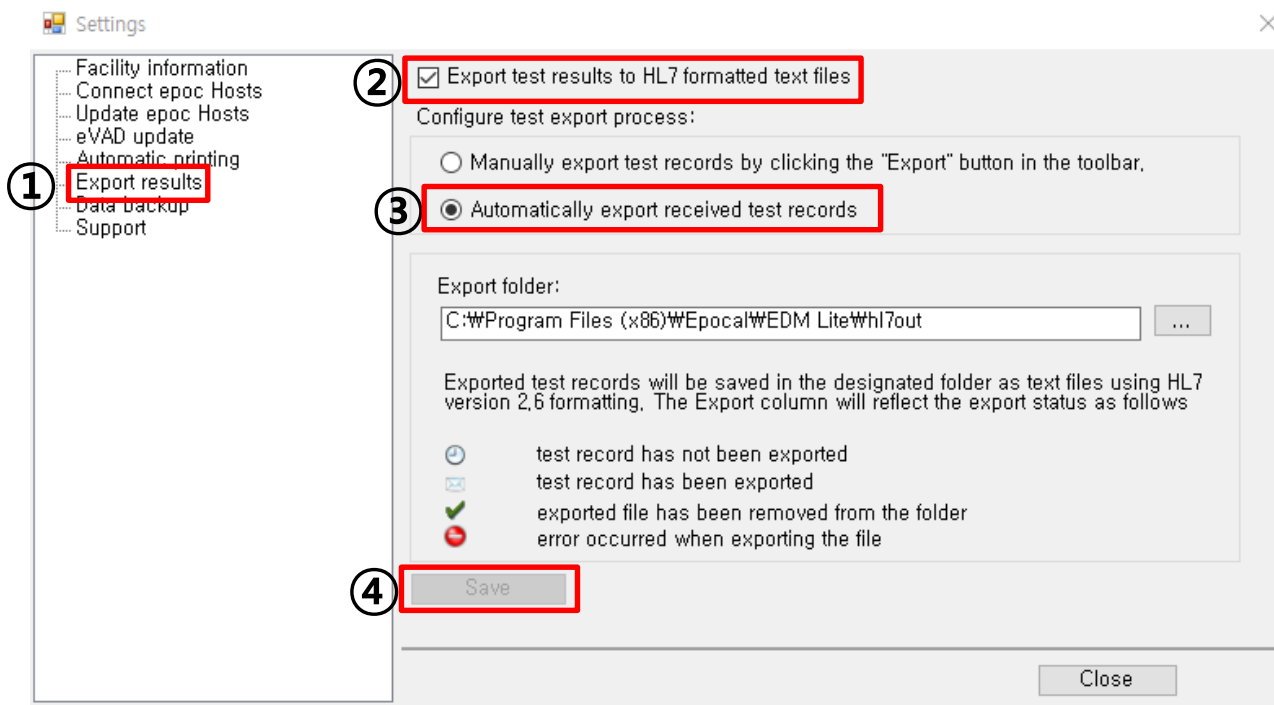 Settings
Facility information
Connect epoc Hosts
Update epoc Hosts
eVAD update
Automatic printing
① Export results
Data backup
Support
② Export test results to HL7 formatted text files
Configure test export process:
Manually export test records by clicking the "Export" button in the toolbar.
③ Automatically export received test records
Export folder:
C:₩Program Files (x86)₩Epocal₩EDM Lite₩hl7out
...
Exported test records will be saved in the designated folder as text files using HL7
version 2.6 formatting. The Export column will reflect the export status as follows
test record has not been exported
test record has been exported
exported file has been removed from the folder
error occurred when exporting the file
④ Save
Close